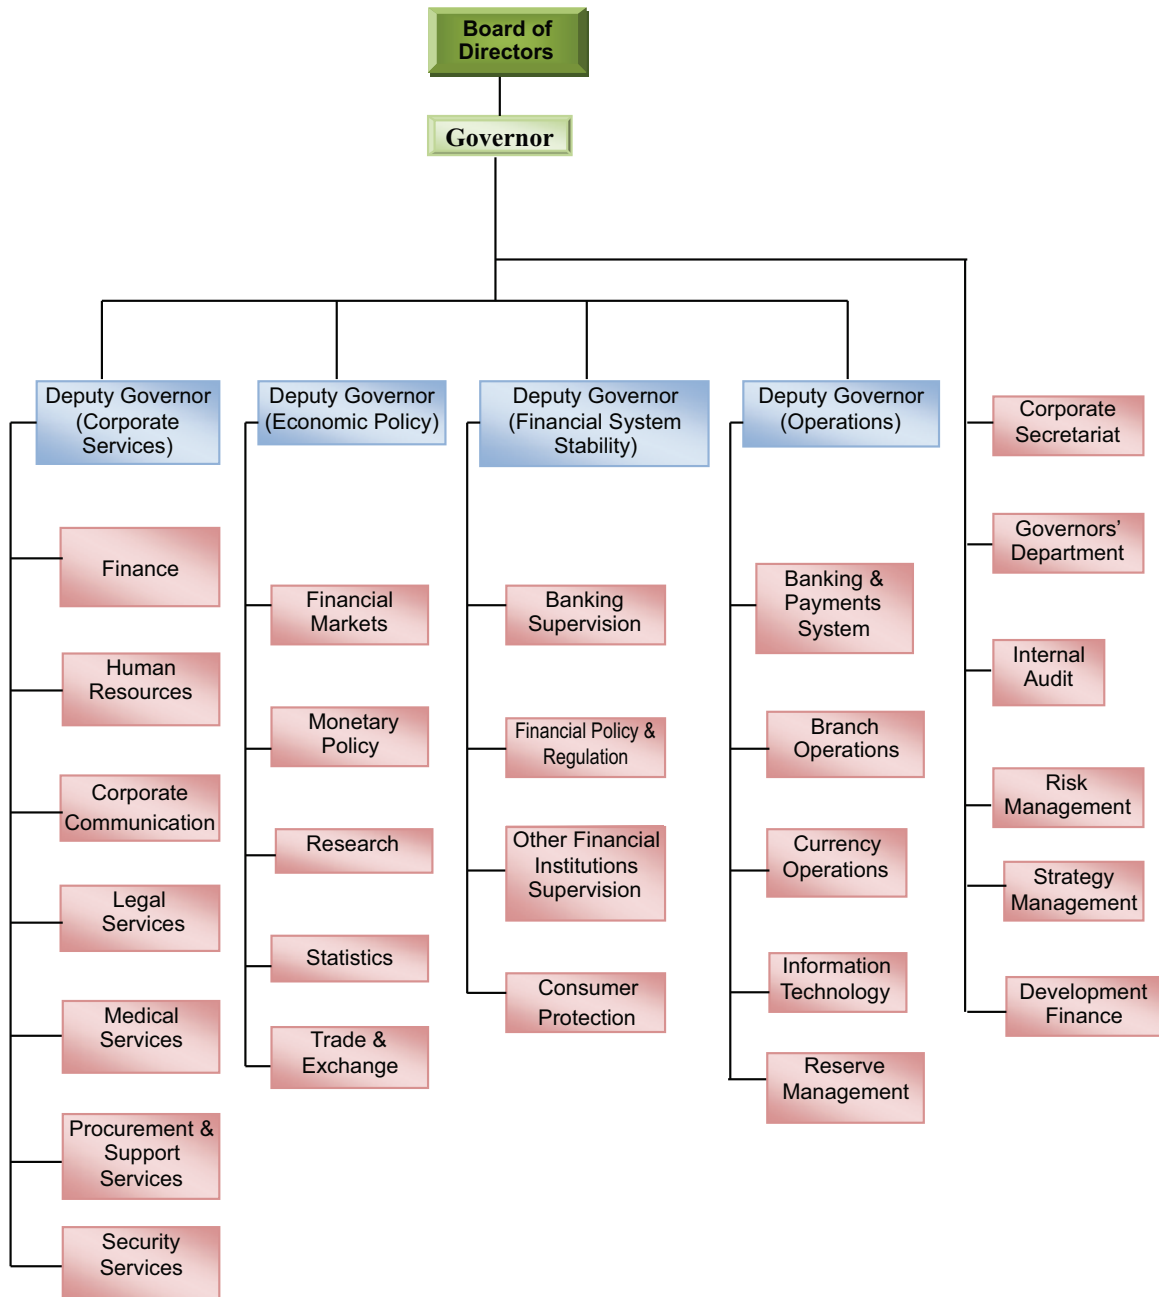 Board of
Directors
Governor
Deputy Governor
(Corporate
Services)
Finance
Human
Resources
Corporate
Communication
Legal
Services
Medical
Services
Procurement &
Support
Services
Security
Services
Deputy Governor
(Economic Policy)
Financial
Markets
Monetary
Policy
Research
Statistics
Trade &
Exchange
Deputy Governor
(Financial System
Stability)
Banking
Supervision
Financial Policy &
Regulation
Other Financial
Institutions
Supervision
Consumer
Protection
Deputy Governor
(Operations)
Banking &
Payments
System
Branch
Operations
Currency
Operations
Information
Technology
Reserve
Management
Corporate
Secretariat
Governors’
Department
Internal
Audit
Risk
Management
Strategy
Management
Development
Finance